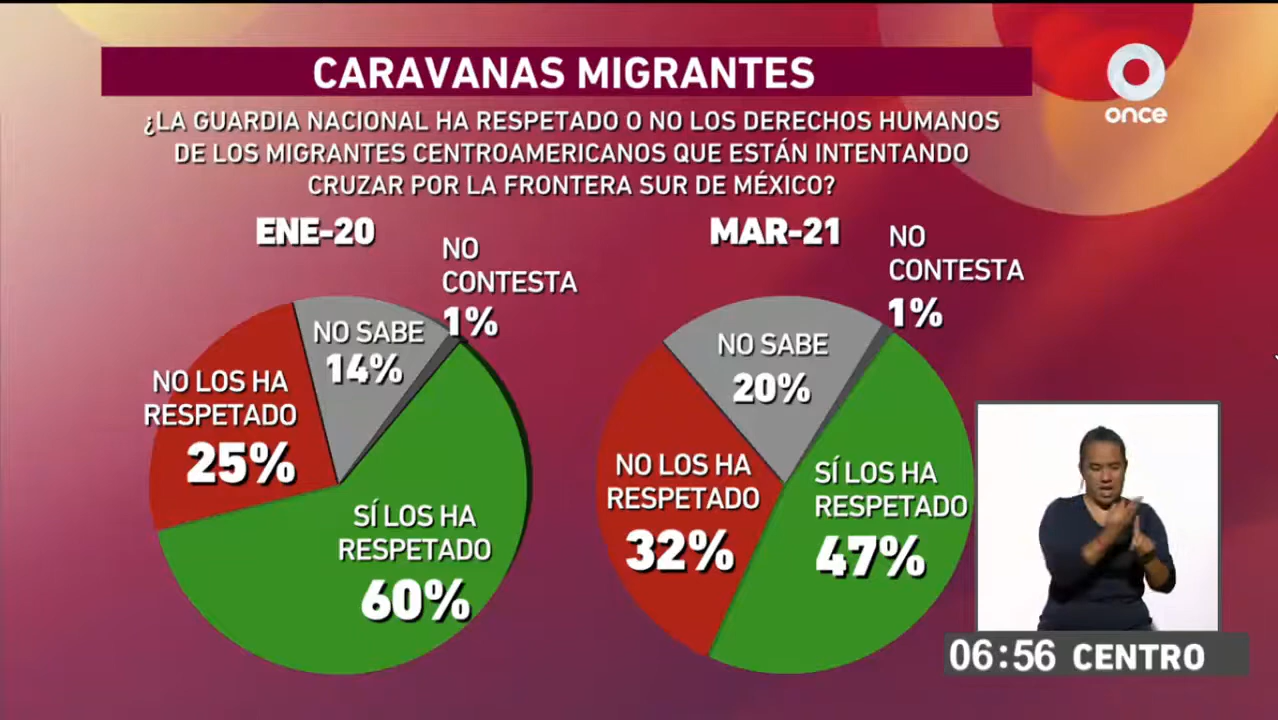 CARAVANAS MIGRANTES
once
¿LA GUARDIA NACIONAL HA RESPETADO O NO LOS DERECHOS HUMANOS
DE LOS MIGRANTES CENTROAMERICANOS QUE ESTÁN INTENTANDO
CRUZAR POR LA FRONTERA SUR DE MÉXICO?
ENE-20
NO
CONTESTA
1%
NO SABE
14%
NO LOS HA
RESPETADO
25%
SÍ LOS HA
RESPETADO
60%
MAR-21
NO
CONTESTA
1%
NO SABE
20%
NO LOS HA
RESPETADO
32%
SÍ LOS HA
RESPETADO
47%
06:56 CENTRO